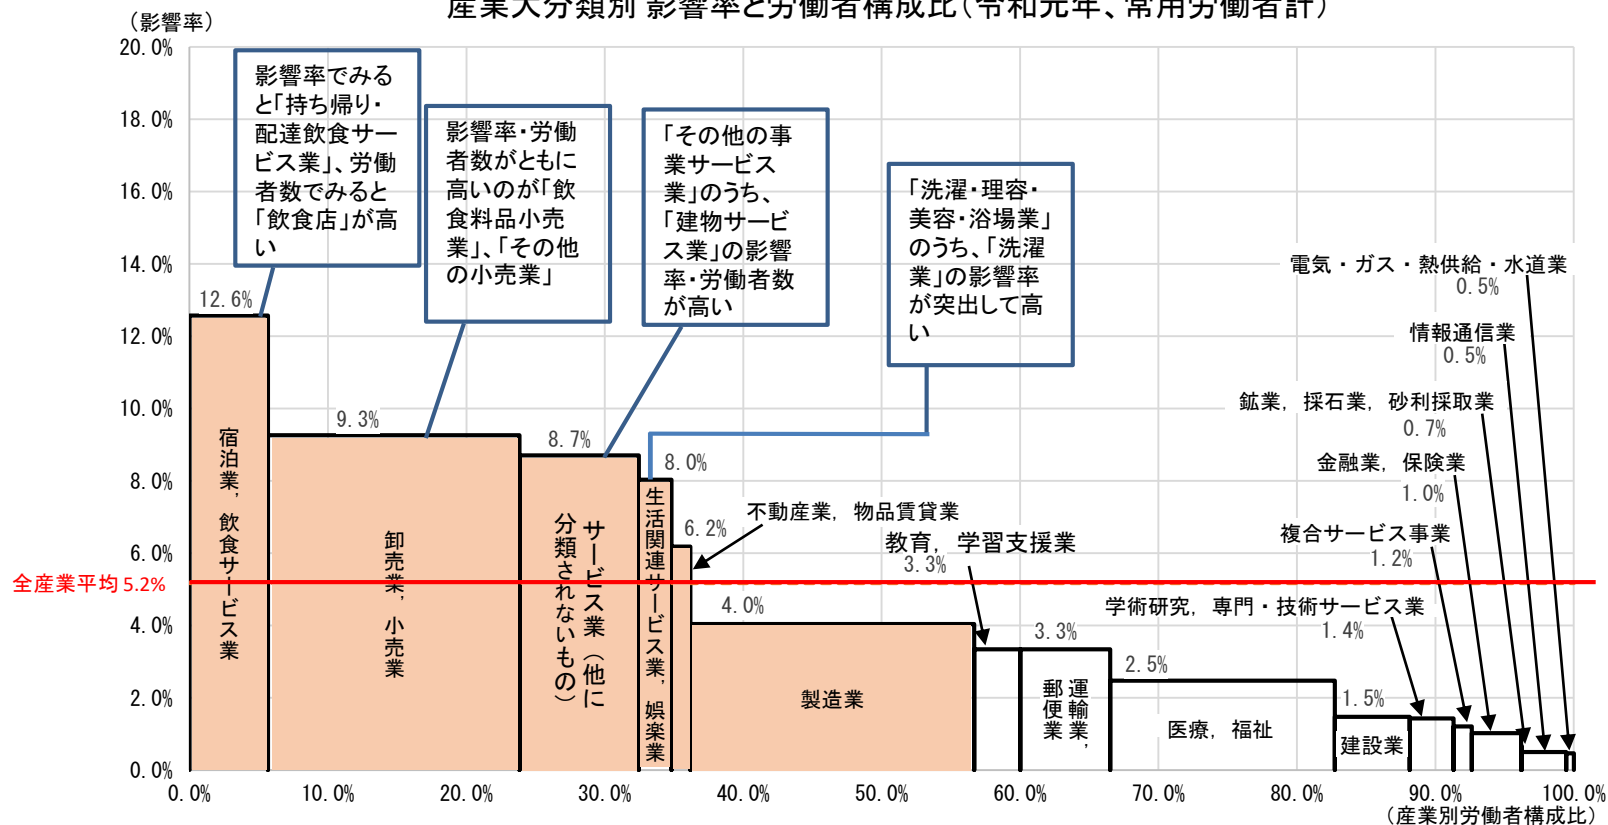 産業大分類別 影響率と労働者構成比（令和元年、常用労働者計）
（影響率）
20.0%
18.0%
16.0%
14.0%
12.0%
10.0%
8.0%
6.0%
4.0%
2.0%
0.0%
全産業平均 5.2%
影響率でみる
と「持ち帰り・
配達飲食サー
ビス業」、労働
者数でみると
「飲食店」が高
い
影響率・労働
者数がともに
高いのが「飲
食料品小売
業」、「その他
の小売業」
「その他の事
業サービス
業」のうち、
「建物サービ
ス業」の影響
率・労働者数
が高い
「洗濯・理容・
美容・浴場業」
のうち、「洗濯
業」の影響率
が突出して高
い
12.6%
宿泊業，飲食サービス業
9.3%
卸売業，小売業
8.7%
サービス業（他に
分類されないもの）
8.0%
生活関連サービス業，娯楽業
6.2%
不動産業，物品賃貸業
4.0%
製造業
教育，学習支援業
3.3%
3.3%
運輸業，
郵便業
2.5%
医療，福祉
1.5%
建設業
学術研究，専門・技術サービス業
1.4%
複合サービス事業
1.2%
金融業，保険業
1.0%
鉱業，採石業，砂利採取業
0.7%
情報通信業
0.5%
電気・ガス・熱供給・水道業
0.5%
0.0%
10.0%
20.0%
30.0%
40.0%
50.0%
60.0%
70.0%
80.0%
90.0%
100.0%
（産業別労働者構成比）